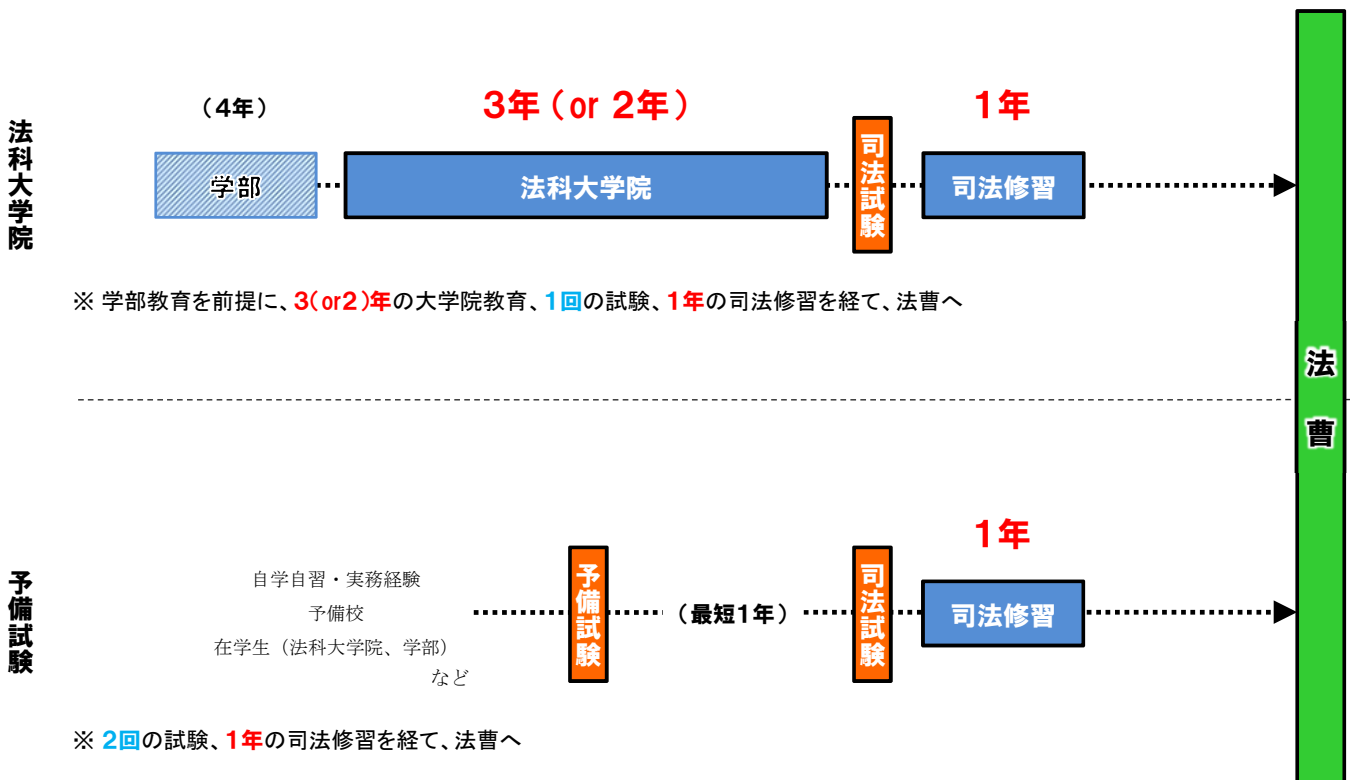 法科大学院
（４年）
３年（or ２年）
１年
学部
法科大学院
司法試験
司法修習
※ 学部教育を前提に、３（or２）年の大学院教育、１回の試験、１年の司法修習を経て、法曹へ
法曹
予備試験
１年
自学自習・実務経験
予備校
在学生（法科大学院、学部）
など
予備試験
（最短１年）
司法試験
司法修習
※ ２回の試験、１年の司法修習を経て、法曹へ